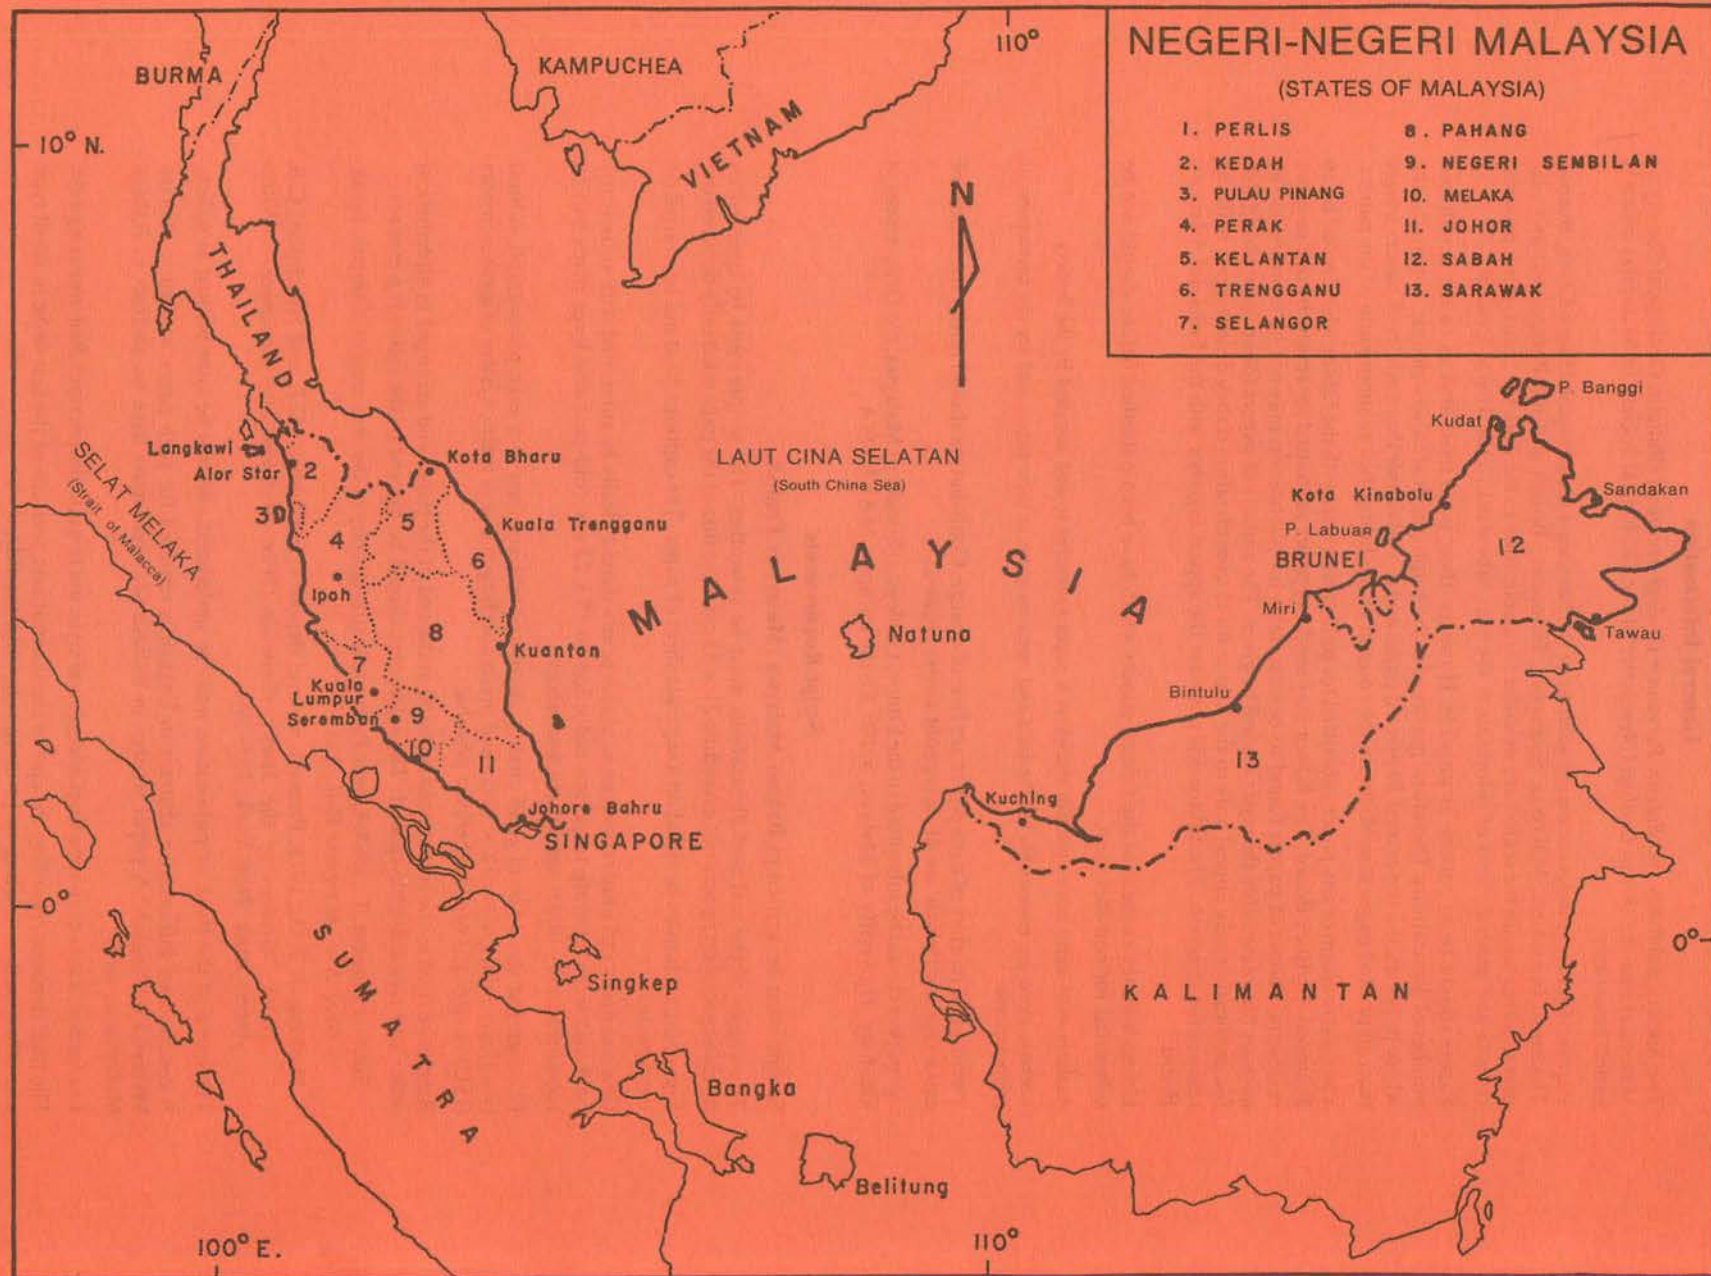 NEGERI-NEGERI MALAYSIA
(STATES OF MALAYSIA)
1. PERLIS
2. KEDAH
3. PULAU PINANG
4. PERAK
5. KELANTAN
6. TRENGGANU
7. SELANGOR
8. PAHANG
9. NEGERI SEMBILAN
10. MELAKA
11. JOHOR
12. SABAH
13. SARAWAK
110°
BURMA
KAMPUCHEA
10° N.
VIETNAM
N
THAILAND
1
P. Banggi
Kudat
Langkawi
Alor Star
2
Kota Bharu
LAUT CINA SELATAN
(South China Sea)
SELAT MELAKA
(Strait of Malacca)
Kota Kinabalu
Sandakan
3
5
Kuala Trengganu
4
6
P. Labuan
BRUNEI
12
MALAYSIA
Ipoh
8
Natuna
Miri
Tawau
Kuantan
7
Kuala
Lumpur
Seremban
9
10
11
Bintulu
13
Johore Bahru
SINGAPORE
Kuching
0°
0°
SUMATRA
Singkep
KALIMANTAN
Bangka
Belitung
100° E.
110°